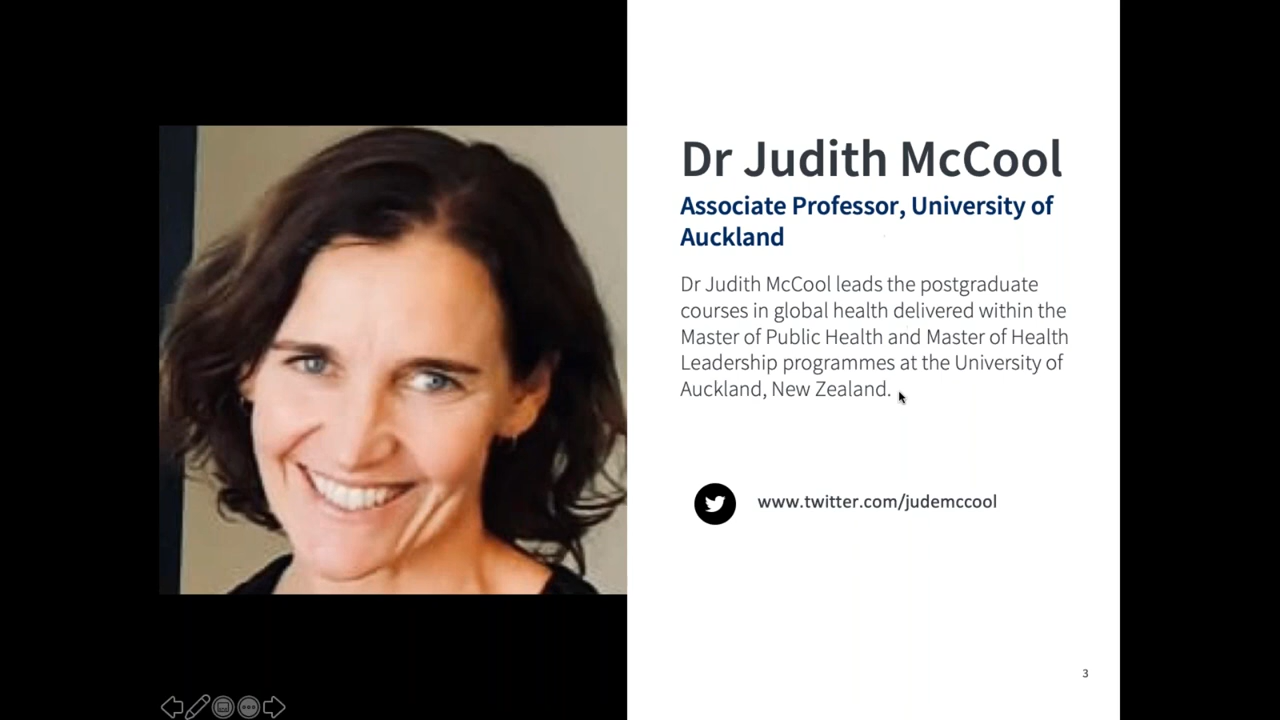 Dr Judith McCool
Associate Professor, University of
Auckland
Dr Judith McCool leads the postgraduate
courses in global health delivered within the
Master of Public Health and Master of Health
Leadership programmes at the University of
Auckland, New Zealand.
www.twitter.com/judemccool
3